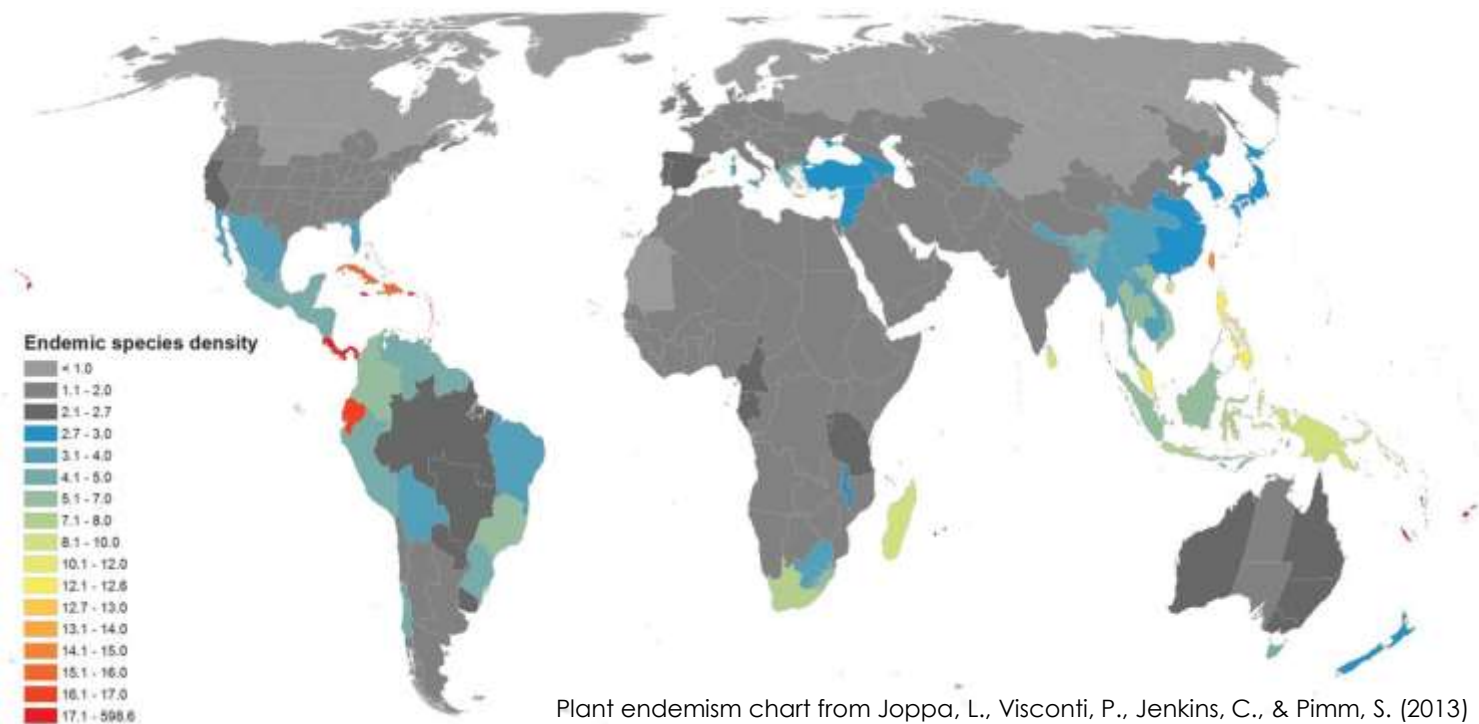 Endemic species density
< 1.0
1.1 - 2.0
2.1 - 2.7
2.7 - 3.0
3.1 - 4.0
4.1 - 5.0
5.1 - 7.0
7.1 - 8.0
8.1 - 10.0
10.1 - 12.0
12.1 - 12.6
12.7 - 13.0
13.1 - 14.0
14.1 - 15.0
15.1 - 16.0
16.1 - 17.0
17.1 - 598.6
Plant endemism chart from Joppa, L., Visconti, P., Jenkins, C., & Pimm, S. (2013)